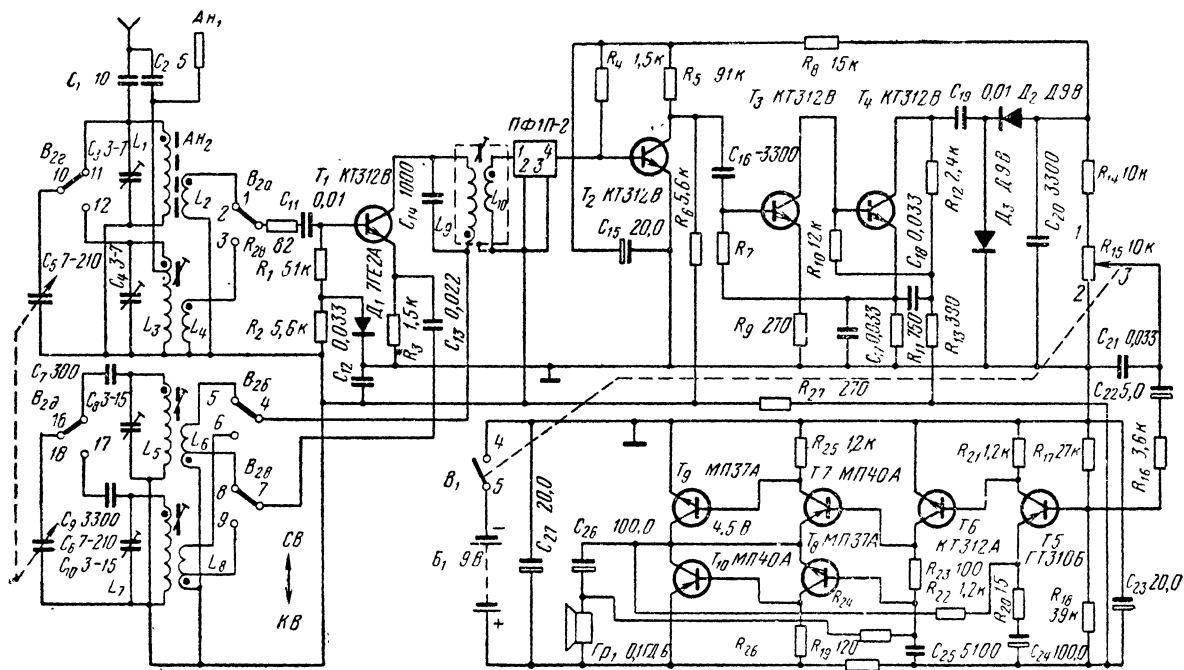 Ан₁
C₁ 10
C₂ 5
Ан₂
В₂г
10
11
12
C₃ 3-7
L₁
L₂
В₂а
1
2
3
R₂в 82
C₁₁
0,01
T₁ КТ312В
C₅ 7-210
C₄ 3-7
L₃
L₄
R₁ 51к
R₂ 5,6к
0,033
C₁₂
Д₁ 7ГЕ2А
*R₃ 1,5к
C₁₃ 0,022
C₁₄ 1000
L₉
L₁₀
ПФ1П-2
1 4
2 3
R₄ 1,5к
R₅ 91к
T₂ КТ312В
C₁₅ 20,0
R₆ 5,6к
R₈ 15к
T₃ КТ312В
T₄ КТ312В
C₁₆-3300
R₇
R₉ 270
R₁₀ 12к
C₁₇ 0,033
R₁₁ 750
C₁₈ 0,033
R₁₂ 2,4к
R₁₃ 390
C₁₉ 0,01
Д₂ Д9В
Д₃ Д9В
C₂₀ 3300
R₁₄ 10к
1
R₁₅ 10к
2
3
C₂₁ 0,033
C₂₂ 5,0
R₁₆ 3,6к
R₂₇ 270
C₇ 300
В₂д
16
17
18
C₈ 3-15
L₅
L₆
В₂б
5
4
6
В₂в
8
7
9
C₉ 3300
C₆ 7-210
C₁₀ 3-15
L₇
L₈
СВ
КВ
В₁
4
5
Б₁ 9В
C₂₇ 20,0
C₂₆
100,0
Гр₁ 0,1ГД6
T₉ МП37А
4,5В
T₁₀ МП40А
R₂₅ 1,2к
T7 МП40А
T₈ МП37А
R₂₄
R₂₆
R₁₉ 120
T6
КТ312А
R₂₃ 100
R₂₂ 1,2к
C₂₅ 5100
R₂₁ 1,2к
R₁₇ 27к
T5
ГТ310Б
R₂₀ 15
C₂₄ 100,0
R₁₈
39к
C₂₃ 20,0